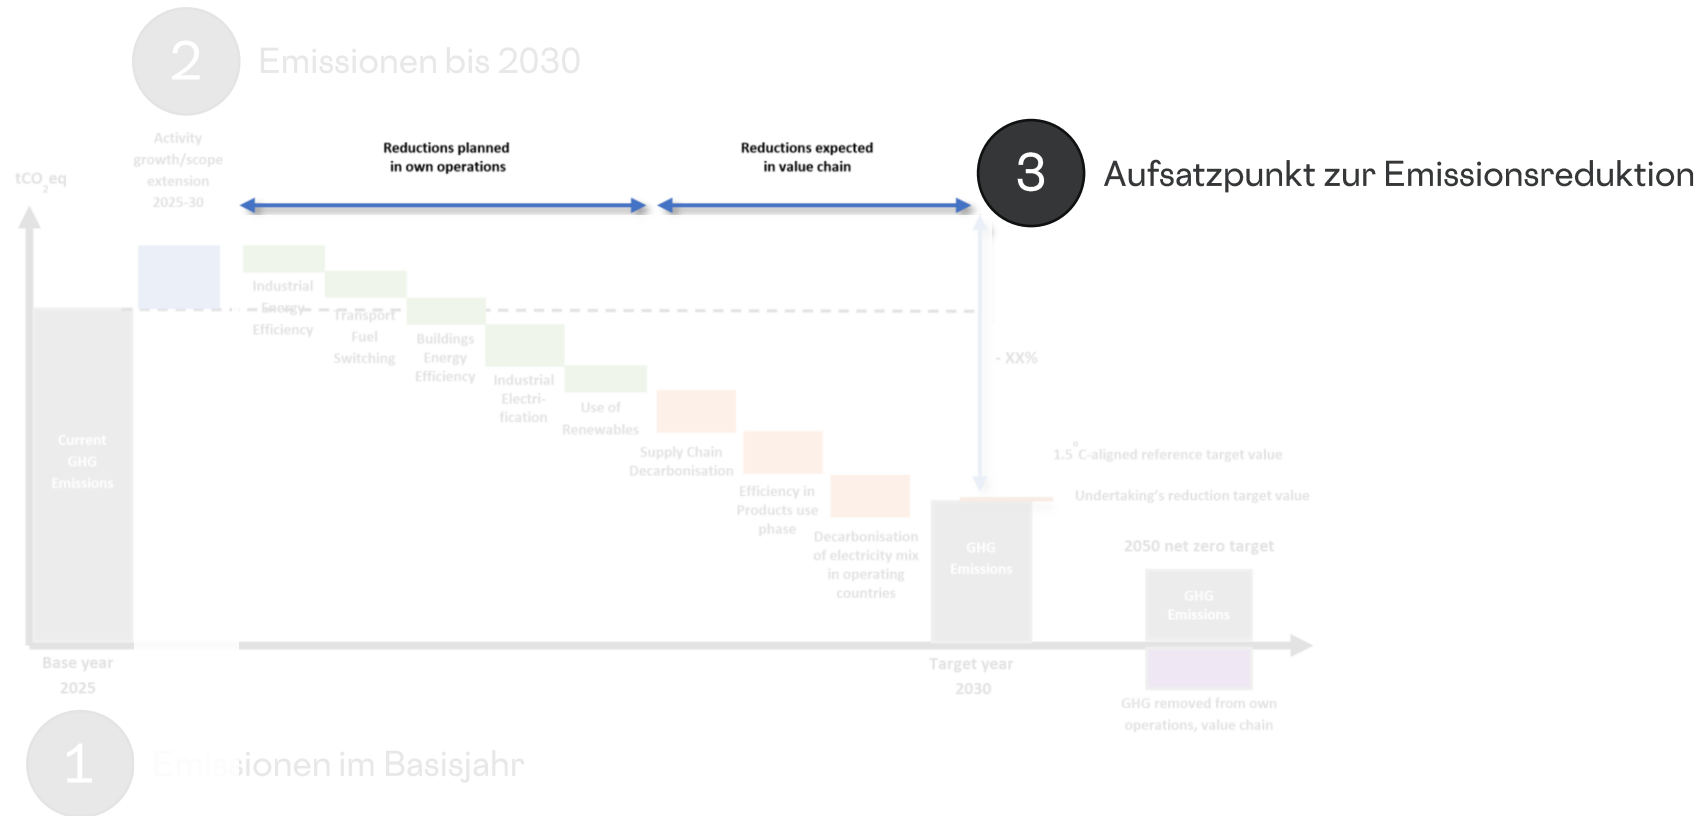 2
Emissionen bis 2030
Activity
growth/scope
extension
2025-30
tCO2eq
Reductions planned
in own operations
Reductions expected
in value chain
3
Aufsatzpunkt zur Emissionsreduktion
Industrial
Energy
Efficiency
Transport
Fuel
Switching
Buildings
Energy
Efficiency
Industrial
Electri-
fication
Use of
Renewables
Supply Chain
Decarbonisation
Efficiency in
Products use
phase
Decarbonisation
of electricity mix
in operating
countries
- XX%
1.5°C-aligned reference target value
Undertaking's reduction target value
Current
GHG
Emissions
GHG
Emissions
2050 net zero target
GHG
Emissions
Base year
2025
Target year
2030
GHG removed from own
operations, value chain
1
Emissionen im Basisjahr